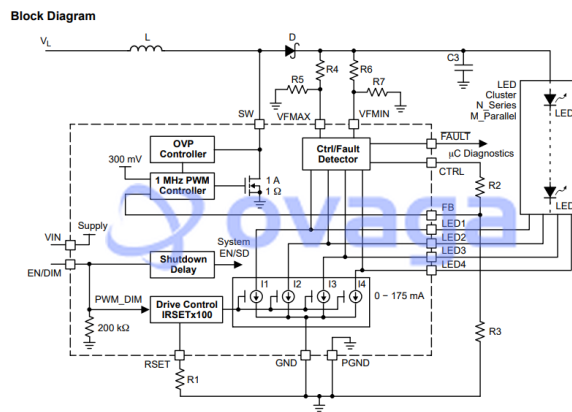 Block Diagram
VL
L
D
R4
R6
C3
R5
R7
LED
Cluster
N_Series
M_Parallel
LED
SW
VFMAX
VFMIN
OVP
Controller
Ctrl/Fault
Detector
FAULT
µC Diagnostics
CTRL
300 mV
1 MHz PWM
Controller
1 A
1 Ω
R2
LED
FB
ovaga
LED1
LED2
LED3
LED4
VIN
Supply
EN/DIM
Shutdown
Delay
System
EN/SD
I1
I2
I3
I4
0 – 175 mA
PWM_DIM
Drive Control
IRSETx100
200 kΩ
R3
RSET
GND
PGND
R1